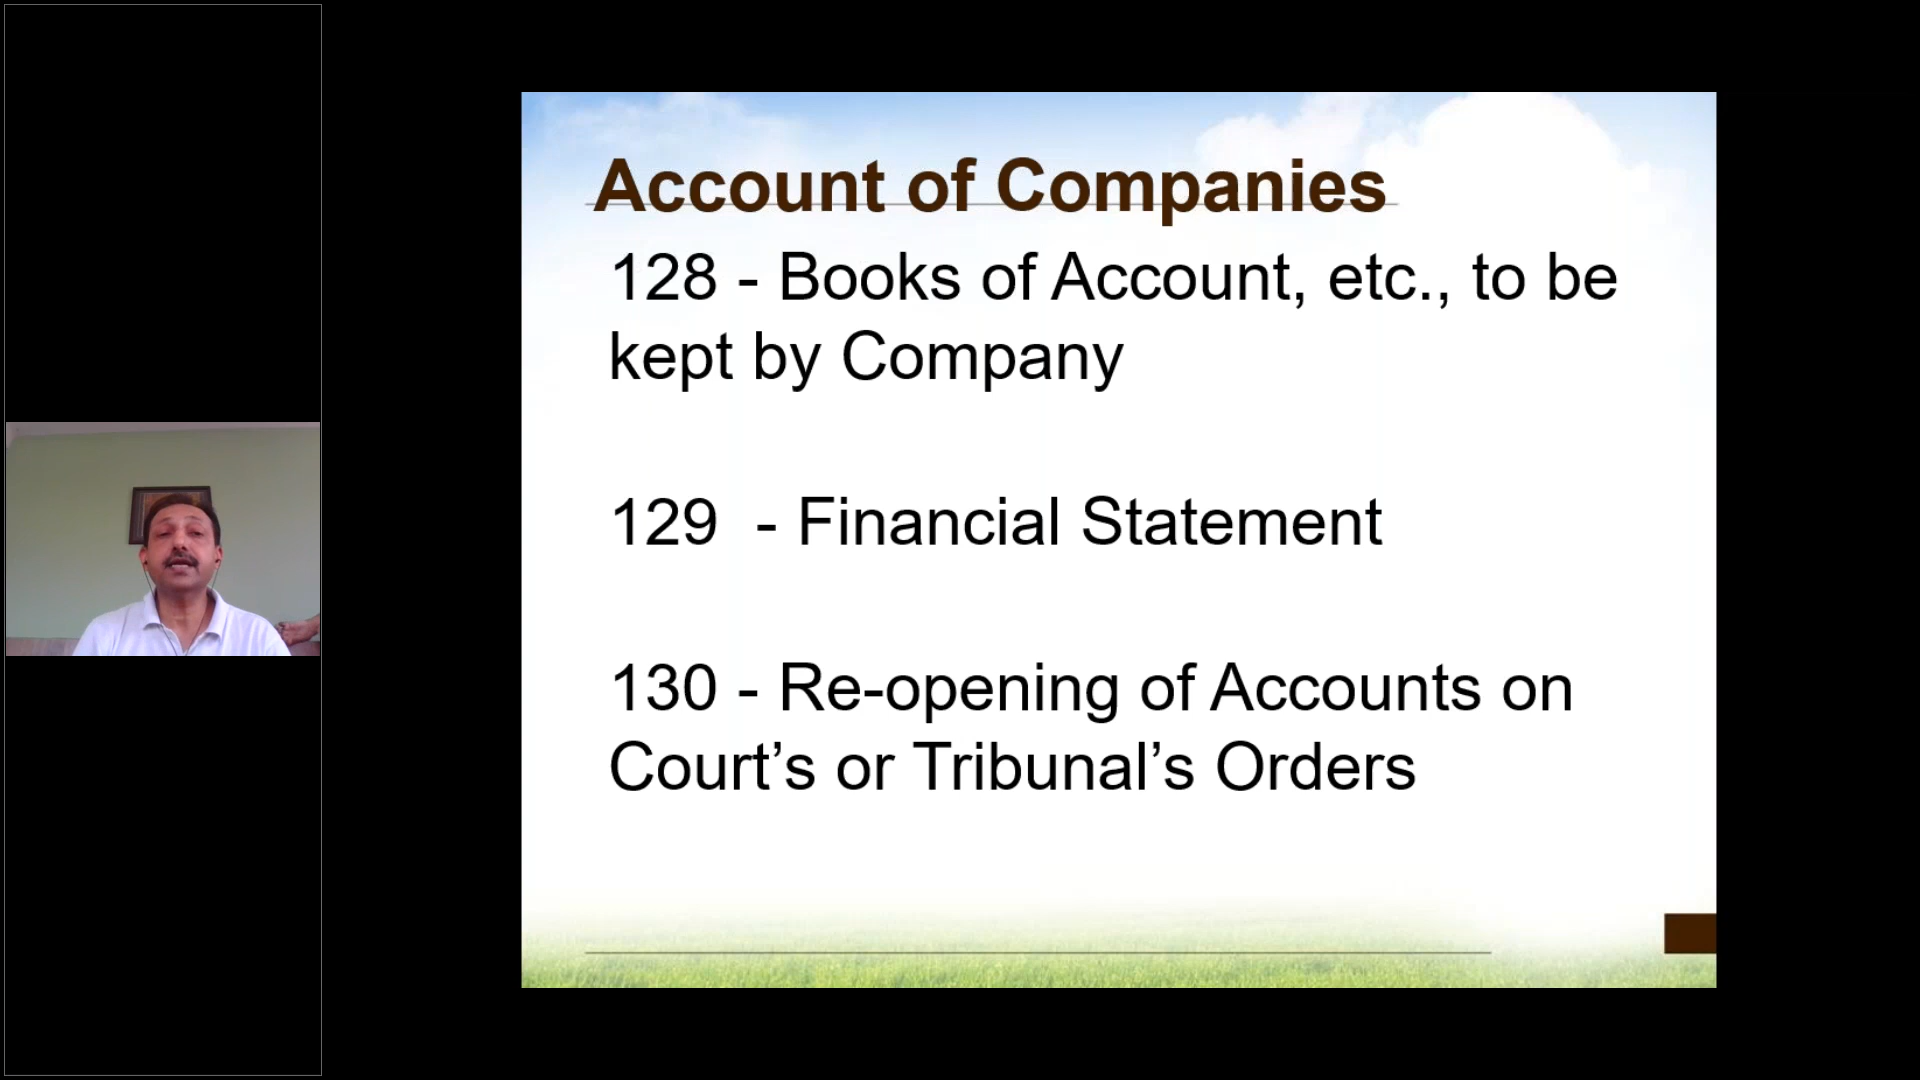 Account of Companies
128 - Books of Account, etc., to be
kept by Company
129  - Financial Statement
130 - Re-opening of Accounts on
Court’s or Tribunal’s Orders